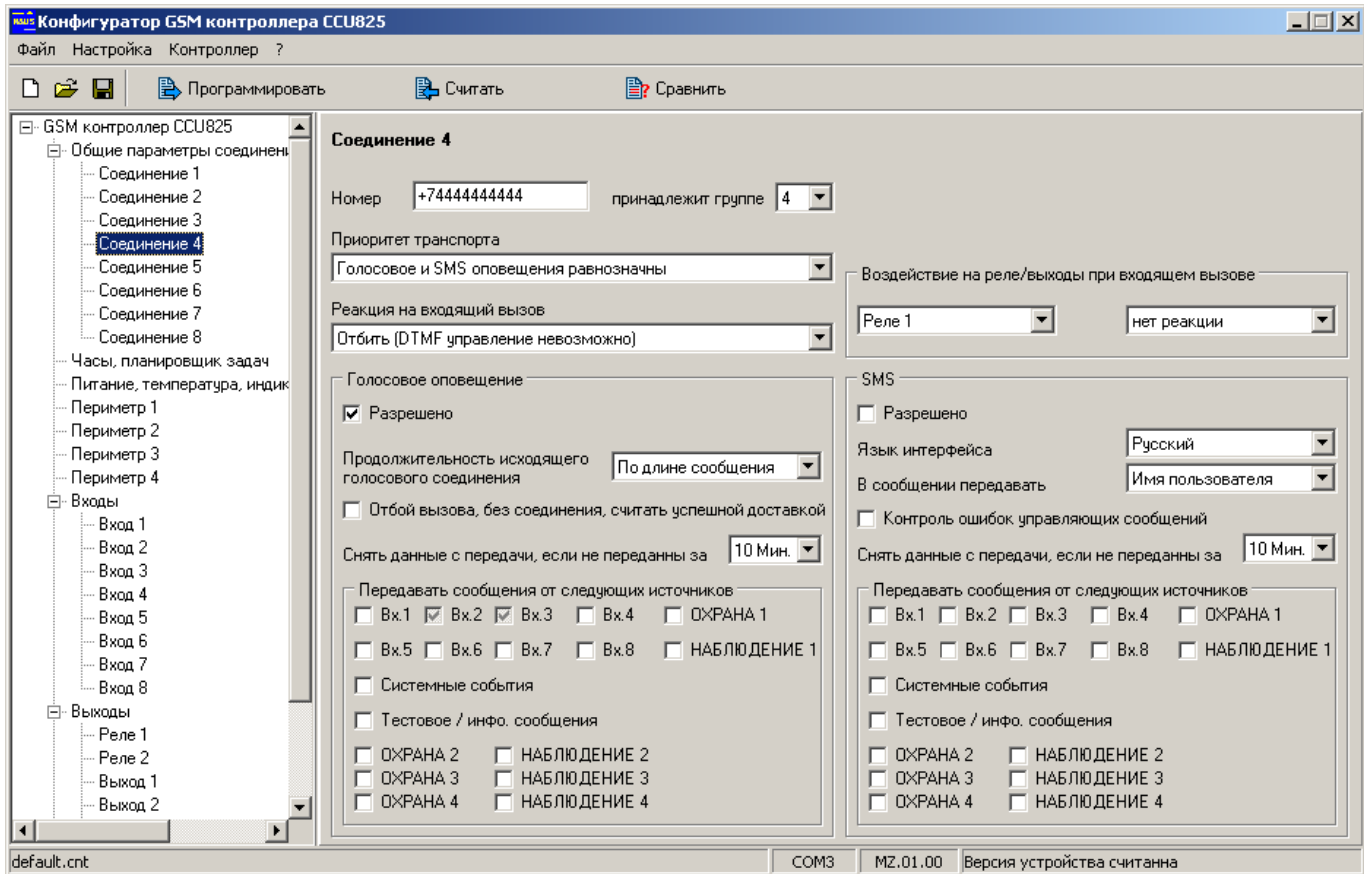 Конфигуратор GSM контроллера CCU825
Файл Настройка Контроллер ?
Программировать Считать Сравнить
GSM контроллер CCU825
Общие параметры соединени
Соединение 1
Соединение 2
Соединение 3
Соединение 4
Соединение 5
Соединение 6
Соединение 7
Соединение 8
Часы, планировщик задач
Питание, температура, индик
Периметр 1
Периметр 2
Периметр 3
Периметр 4
Входы
Вход 1
Вход 2
Вход 3
Вход 4
Вход 5
Вход 6
Вход 7
Вход 8
Выходы
Реле 1
Реле 2
Выход 1
Выход 2
Соединение 4
Номер +74444444444 принадлежит группе 4
Приоритет транспорта
Голосовое и SMS оповещения равнозначны
Реакция на входящий вызов
Отбить (DTMF управление невозможно)
Воздействие на реле/выходы при входящем вызове
Реле 1 нет реакции
Голосовое оповещение
Разрешено
Продолжительность исходящего
голосового соединения
По длине сообщения
Отбой вызова, без соединения, считать успешной доставкой
Снять данные с передачи, если не переданны за 10 Мин.
Передавать сообщения от следующих источников
Вх.1 Вх.2 Вх.3 Вх.4 ОХРАНА 1
Вх.5 Вх.6 Вх.7 Вх.8 НАБЛЮДЕНИЕ 1
Системные события
Тестовое / инфо. сообщения
ОХРАНА 2 НАБЛЮДЕНИЕ 2
ОХРАНА 3 НАБЛЮДЕНИЕ 3
ОХРАНА 4 НАБЛЮДЕНИЕ 4
SMS
Разрешено
Язык интерфейса Русский
В сообщении передавать Имя пользователя
Контроль ошибок управляющих сообщений
Снять данные с передачи, если не переданны за 10 Мин.
Передавать сообщения от следующих источников
Вх.1 Вх.2 Вх.3 Вх.4 ОХРАНА 1
Вх.5 Вх.6 Вх.7 Вх.8 НАБЛЮДЕНИЕ 1
Системные события
Тестовое / инфо. сообщения
ОХРАНА 2 НАБЛЮДЕНИЕ 2
ОХРАНА 3 НАБЛЮДЕНИЕ 3
ОХРАНА 4 НАБЛЮДЕНИЕ 4
default.cnt COM3 MZ.01.00 Версия устройства считанна